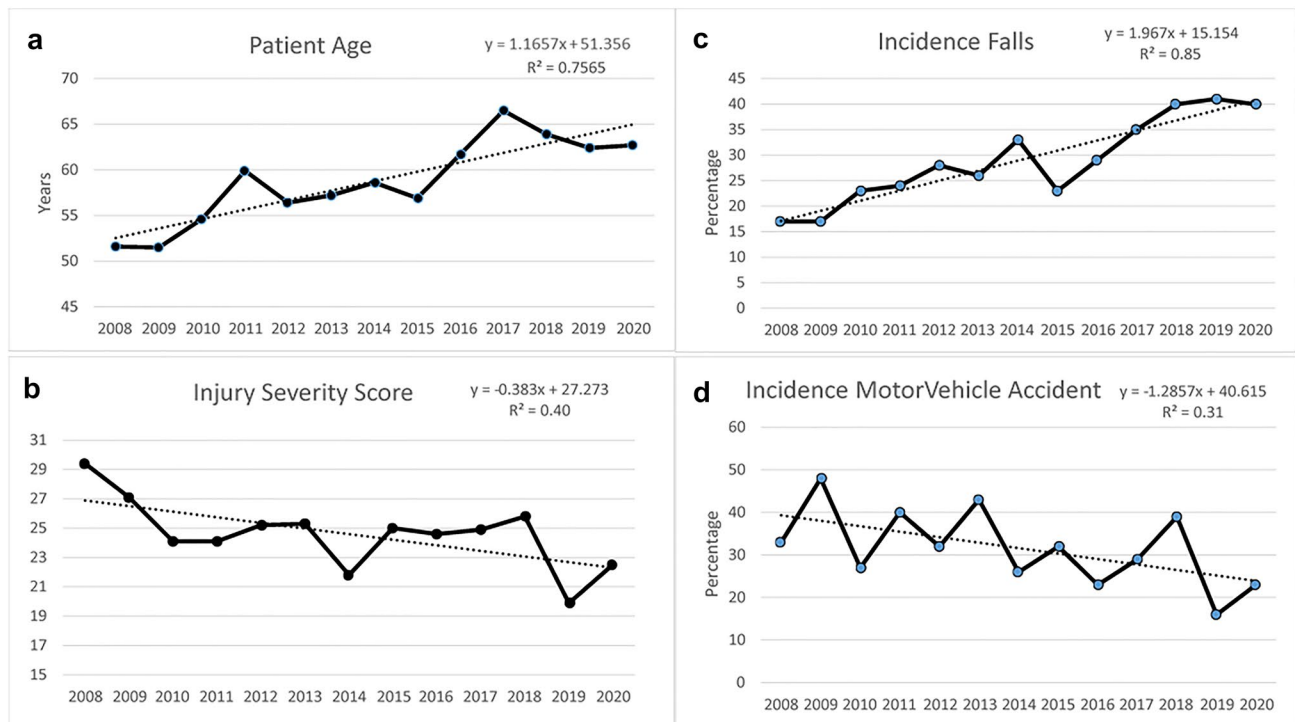 a
Patient Age
y = 1.1657x + 51.356
R² = 0.7565
Years
70
65
60
55
50
45
2008 2009 2010 2011 2012 2013 2014 2015 2016 2017 2018 2019 2020
c
Incidence Falls
y = 1.967x + 15.154
R² = 0.85
Percentage
45
40
35
30
25
20
15
10
5
0
2008 2009 2010 2011 2012 2013 2014 2015 2016 2017 2018 2019 2020
b
Injury Severity Score
y = -0.383x + 27.273
R² = 0.40
31
29
27
25
23
21
19
17
15
2008 2009 2010 2011 2012 2013 2014 2015 2016 2017 2018 2019 2020
d
Incidence MotorVehicle Accident
y = -1.2857x + 40.615
R² = 0.31
Percentage
60
50
40
30
20
10
0
2008 2009 2010 2011 2012 2013 2014 2015 2016 2017 2018 2019 2020